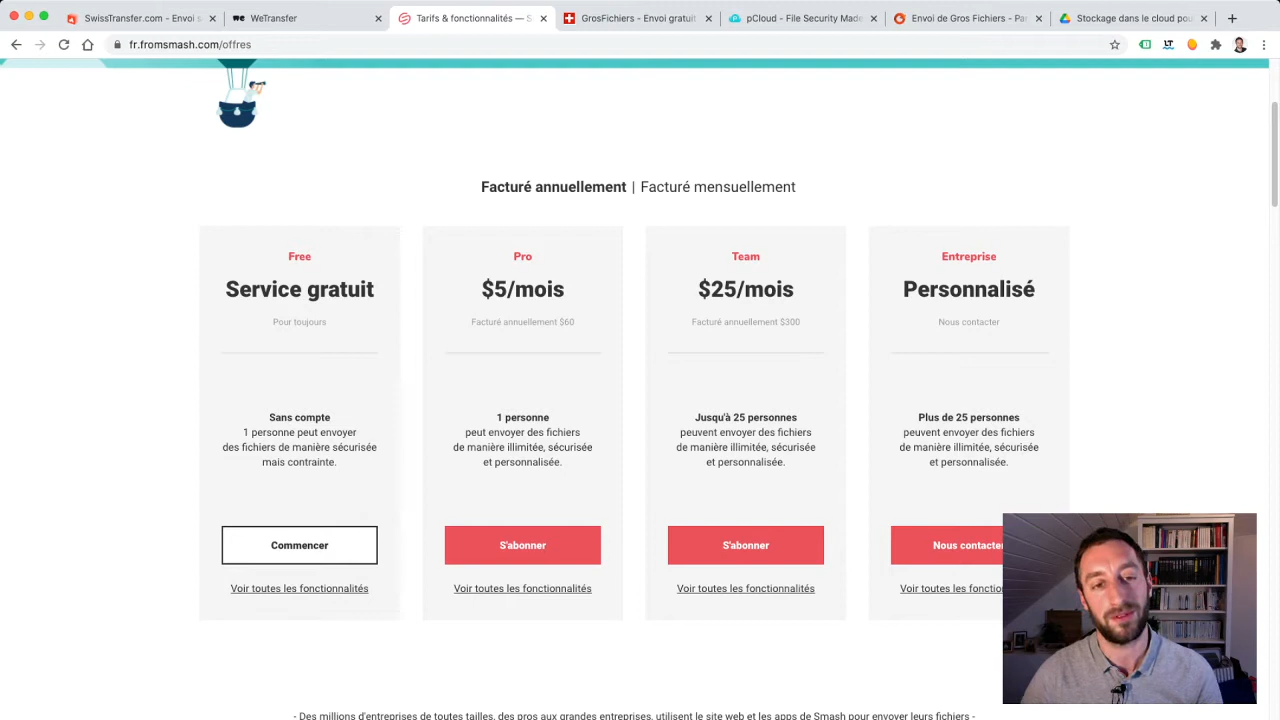 SwissTransfer.com - Envoi s
WeTransfer
Tarifs & fonctionnalités — S
GrosFichiers - Envoi gratuit
pCloud - File Security Made
Envoi de Gros Fichiers - Par
Stockage dans le cloud pou
fr.fromsmash.com/offres
Facturé annuellement | Facturé mensuellement
Free
Service gratuit
Pour toujours
Sans compte
1 personne peut envoyer
des fichiers de manière sécurisée
mais contrainte.
Commencer
Voir toutes les fonctionnalités
Pro
$5/mois
Facturé annuellement $60
1 personne
peut envoyer des fichiers
de manière illimitée, sécurisée
et personnalisée.
S'abonner
Voir toutes les fonctionnalités
Team
$25/mois
Facturé annuellement $300
Jusqu'à 25 personnes
peuvent envoyer des fichiers
de manière illimitée, sécurisée
et personnalisée.
S'abonner
Voir toutes les fonctionnalités
Entreprise
Personnalisé
Nous contacter
Plus de 25 personnes
peuvent envoyer des fichiers
de manière illimitée, sécurisée
et personnalisée.
Nous contacter
Voir toutes les fonctio
- Des millions d'entreprises de toutes tailles, des pros aux grandes entreprises, utilisent le site web et les apps de Smash pour envoyer leurs fichiers -